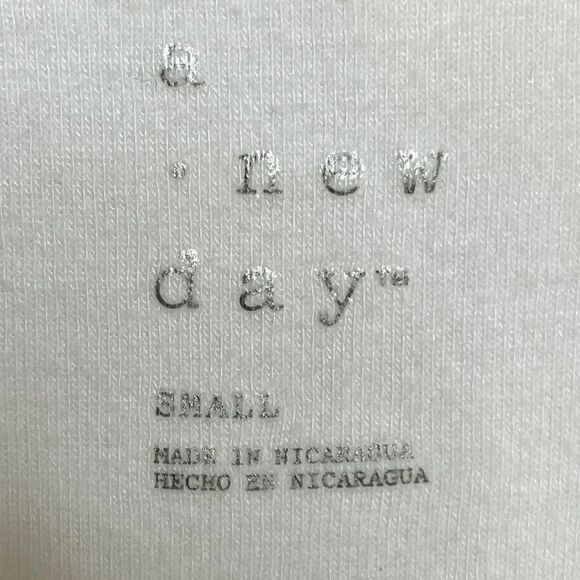 a
· new
day™
SMALL
MADE IN NICARAGUA
HECHO EN NICARAGUA